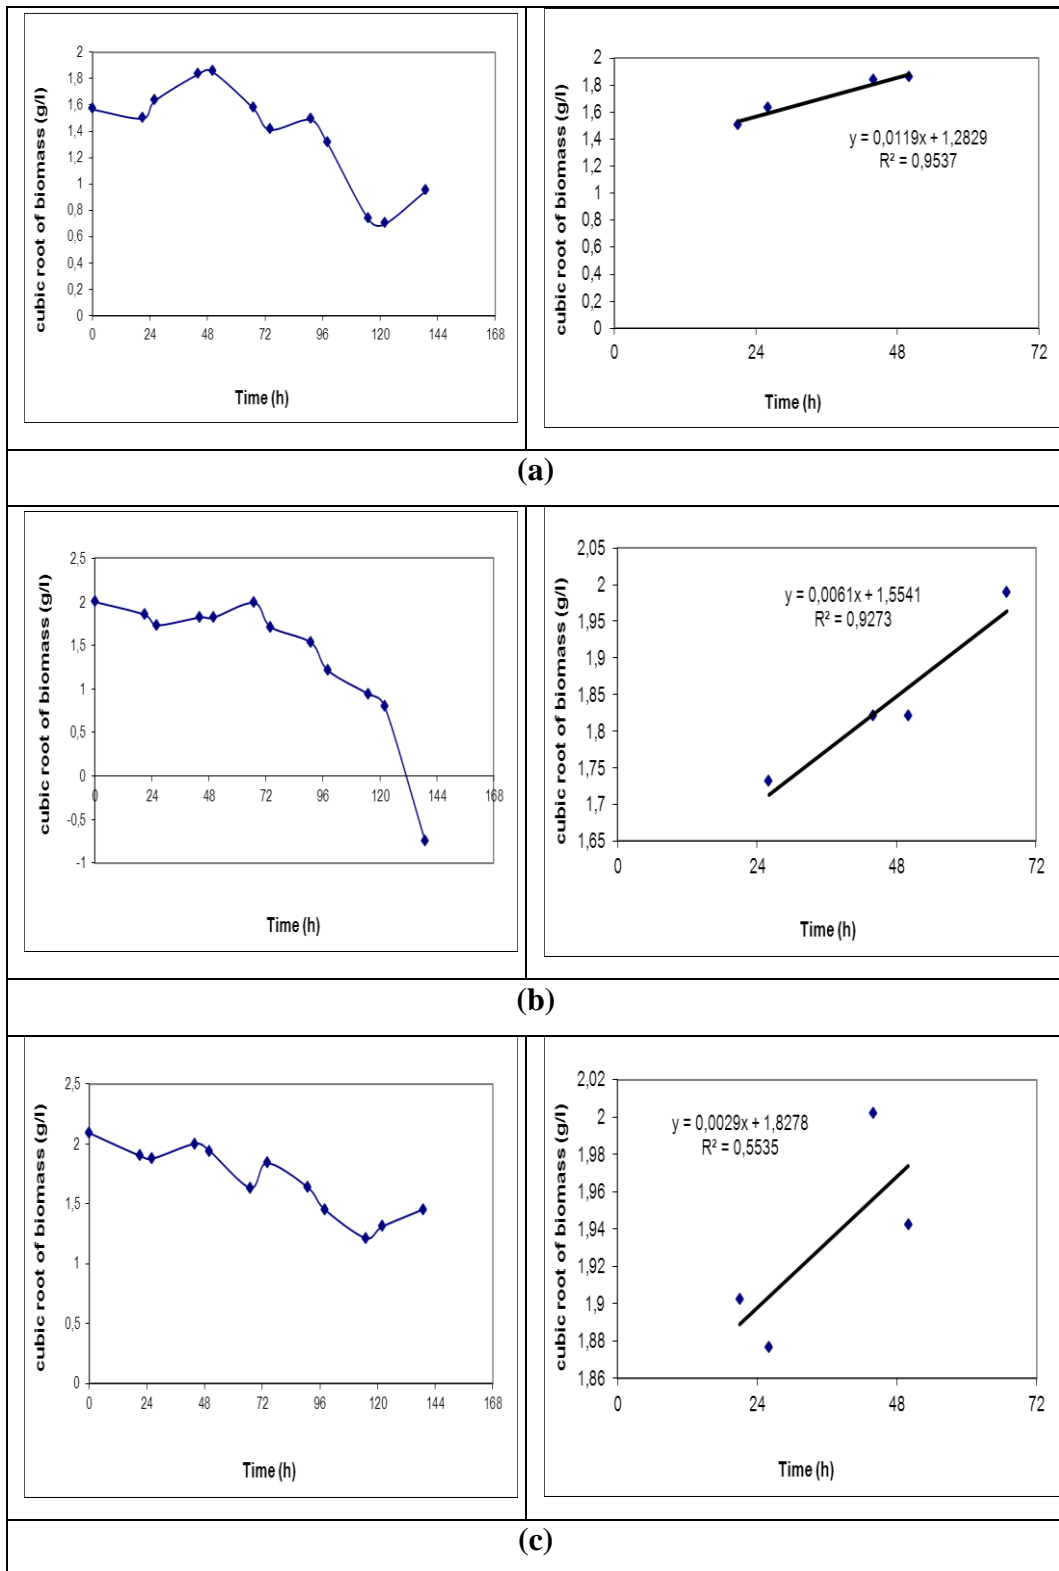 cubic root of biomass (g/l)
2
1,8
1,6
1,4
1,2
1
0,8
0,6
0,4
0,2
0
0 24 48 72 96 120 144 168
Time (h)
cubic root of biomass (g/l)
2
1,8
1,6
1,4
1,2
1
0,8
0,6
0,4
0,2
0
y = 0,0119x + 1,2829
R² = 0,9537
0 24 48 72
Time (h)
(a)
cubic root of biomass (g/l)
2,5
2
1,5
1
0,5
0
-0,5
-1
0 24 48 72 96 120 144 168
Time (h)
cubic root of biomass (g/l)
2,05
2
1,95
1,9
1,85
1,8
1,75
1,7
1,65
y = 0,0061x + 1,5541
R² = 0,9273
0 24 48 72
Time (h)
(b)
cubic root of biomass (g/l)
2,5
2
1,5
1
0,5
0
0 24 48 72 96 120 144 168
Time (h)
cubic root of biomass (g/l)
2,02
2
1,98
1,96
1,94
1,92
1,9
1,88
1,86
y = 0,0029x + 1,8278
R² = 0,5535
0 24 48 72
Time (h)
(c)